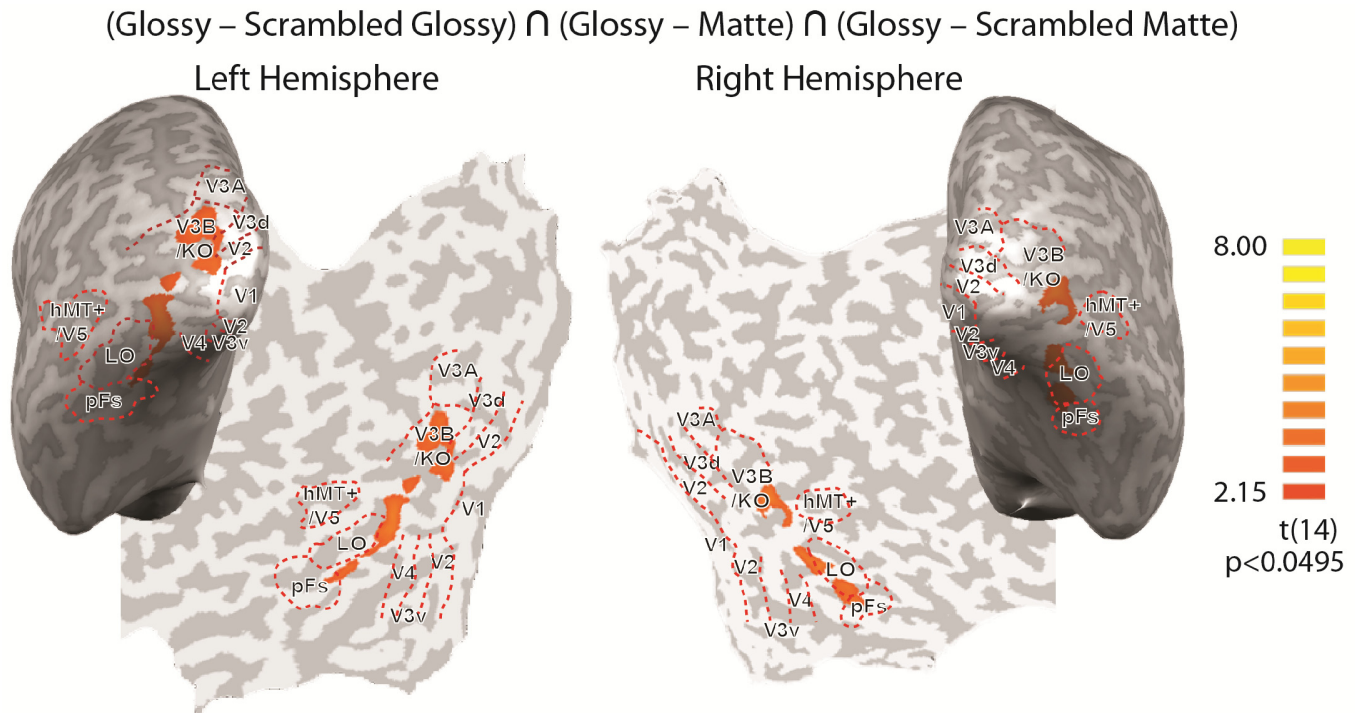 (Glossy – Scrambled Glossy) ∩ (Glossy – Matte) ∩ (Glossy – Scrambled Matte)
Left Hemisphere
Right Hemisphere
V3A
V3B
/KO
V3d
V2
V1
hMT+
/V5
LO
V2
V4
V3v
pFs
V3A
V3d
V3B
/KO
V2
hMT+
/V5
V1
LO
pFs
V4
V2
V3v
V3A
V3d
V3B
/KO
V2
hMT+
/V5
V1
V2
LO
V4
pFs
V3v
V3A
V3B
/KO
V3d
V2
V1
hMT+
/V5
V2
V3v
V4
LO
pFs
8.00
2.15
t(14)
p<0.0495